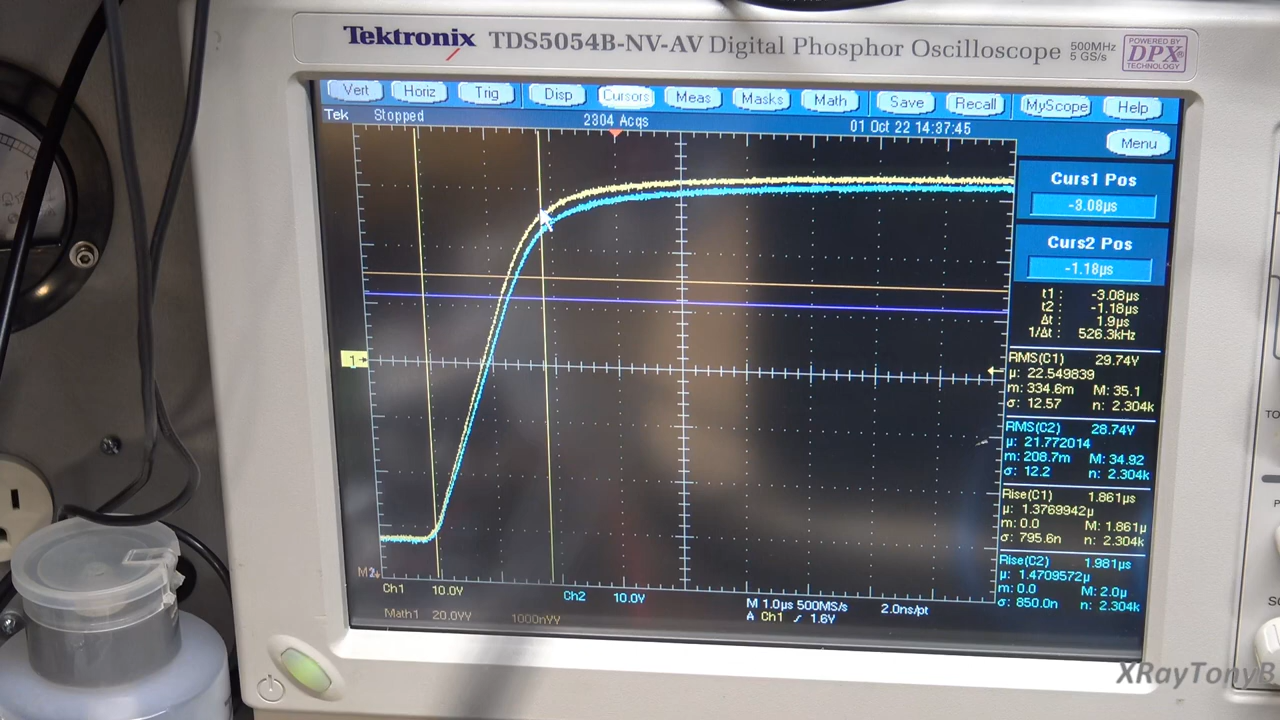 Tektronix TDS5054B-NV-AV Digital Phosphor Oscilloscope 500MHz 5 GS/s POWERED BY DPX® TECHNOLOGY
Vert Horiz Trig Disp Cursors Meas Masks Math Save Recall MyScope Help
Tek Stopped 2304 Acqs 01 Oct 22 14:37:45
Menu
Curs1 Pos
-3.08µs
Curs2 Pos
-1.18µs
t1: -3.08µs
t2: -1.18µs
Δt: 1.9µs
1/Δt: 526.3kHz
1
RMS(C1) 29.74V
µ: 22.549839
m: 334.6m M: 35.1
σ: 12.57 n: 2.304k
RMS(C2) 28.74V
µ: 21.772014
m: 208.7m M: 34.92
σ: 12.2 n: 2.304k
Rise(C1) 1.861µs
µ: 1.3769942µ
m: 0.0 M: 1.861µ
σ: 795.6n n: 2.304k
Rise(C2) 1.981µs
µ: 1.4709572µ
m: 0.0 M: 2.0µ
σ: 850.0n n: 2.304k
M2
Ch1 10.0V Ch2 10.0V M 1.0µs 500MS/s 2.0ns/pt
Math1 20.0VV 1000nVV A Ch1 ⁄ 1.6V
XRayTonyB